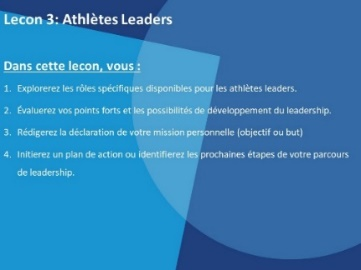 Lecon 3: Athlètes Leaders
Dans cette lecon, vous :
1. Explorerez les rôles spécifiques disponibles pour les athlètes leaders.
2. Évaluerez vos points forts et les possibilités de développement du leadership.
3. Rédigerez la déclaration de votre mission personnelle (objectif ou but)
4. Initierez un plan de action ou identifierez les prochaines étapes de votre parcours
de leadership.